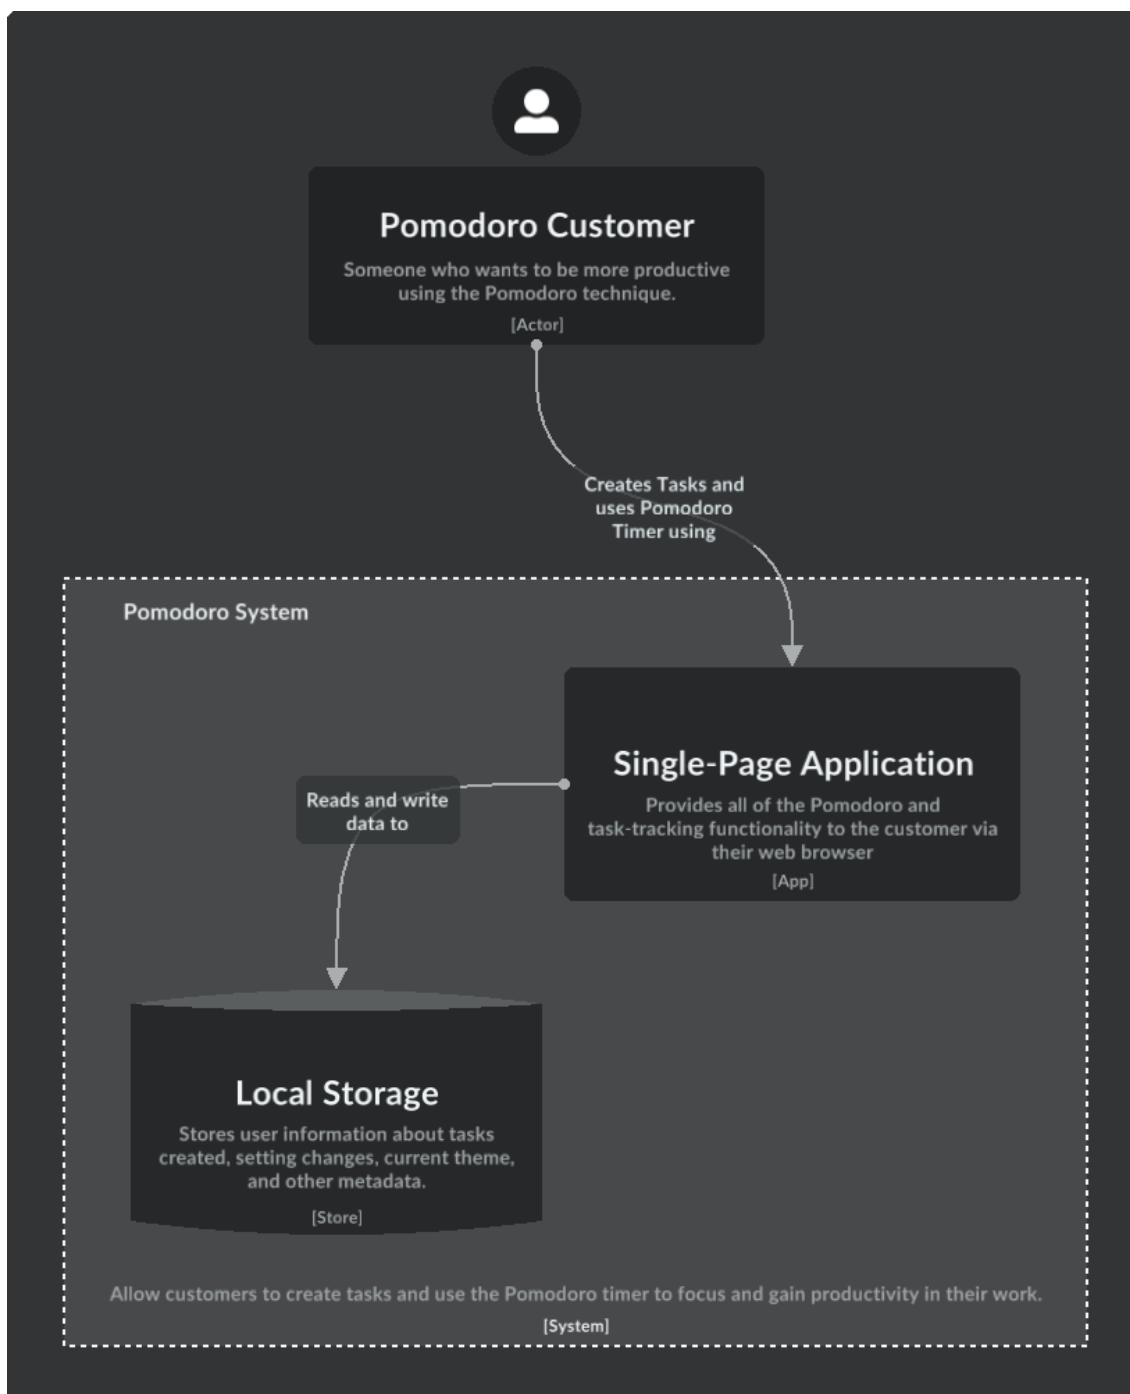 Pomodoro Customer
Someone who wants to be more productive
using the Pomodoro technique.
[Actor]
Creates Tasks and
uses Pomodoro
Timer using
Pomodoro System
Single-Page Application
Provides all of the Pomodoro and
task-tracking functionality to the customer via
their web browser
[App]
Reads and write
data to
Local Storage
Stores user information about tasks
created, setting changes, current theme,
and other metadata.
[Store]
Allow customers to create tasks and use the Pomodoro timer to focus and gain productivity in their work.
[System]